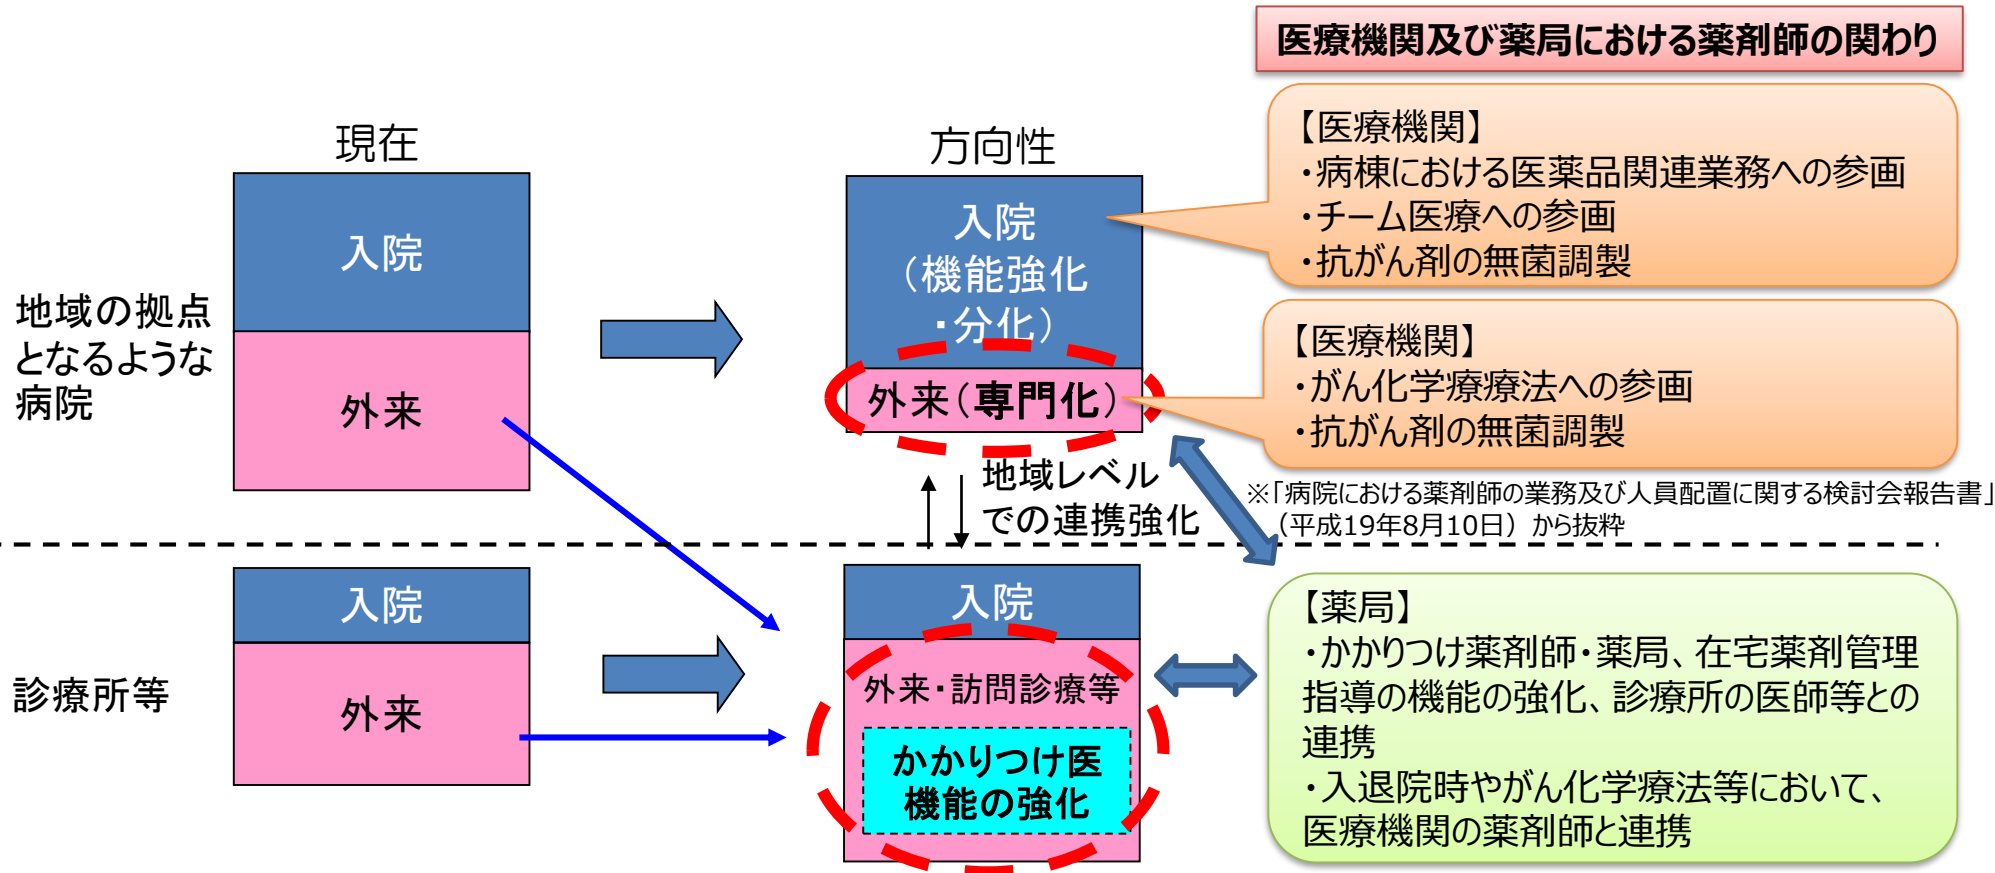 医療機関及び薬局における薬剤師の関わり
現在
方向性
地域の拠点
となるような
病院
入院
外来
入院
（機能強化
・分化）
外来（専門化）
【医療機関】
・病棟における医薬品関連業務への参画
・チーム医療への参画
・抗がん剤の無菌調製
【医療機関】
・がん化学療療法への参画
・抗がん剤の無菌調製
地域レベル
での連携強化
※「病院における薬剤師の業務及び人員配置に関する検討会報告書」
（平成19年8月10日）から抜粋
診療所等
入院
外来
入院
外来・訪問診療等
かかりつけ医
機能の強化
【薬局】
・かかりつけ薬剤師・薬局、在宅薬剤管理
指導の機能の強化、診療所の医師等との
連携
・入退院時やがん化学療法等において、
医療機関の薬剤師と連携